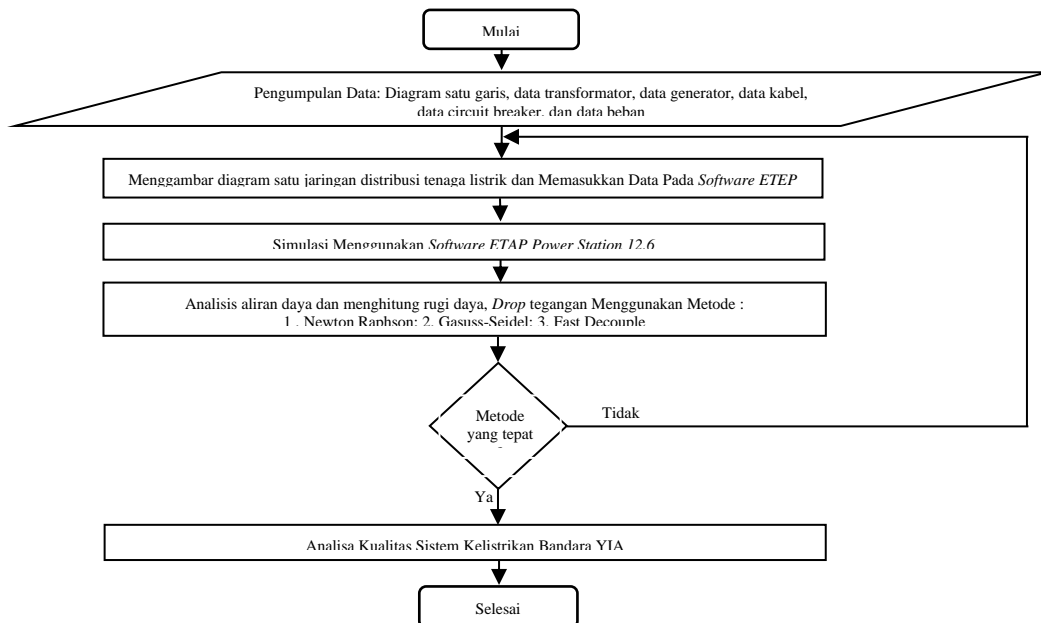 Mulai
Pengumpulan Data: Diagram satu garis, data transformator, data generator, data kabel,
data circuit breaker, dan data beban
Menggambar diagram satu jaringan distribusi tenaga listrik dan Memasukkan Data Pada Software ETEP
Simulasi Menggunakan Software ETAP Power Station 12.6
Analisis aliran daya dan menghitung rugi daya, Drop tegangan Menggunakan Metode :
1 . Newton Raphson; 2. Gasuss-Seidel; 3. Fast Decouple
Metode
yang tepat
Tidak
Ya
Analisa Kualitas Sistem Kelistrikan Bandara YIA
Selesai